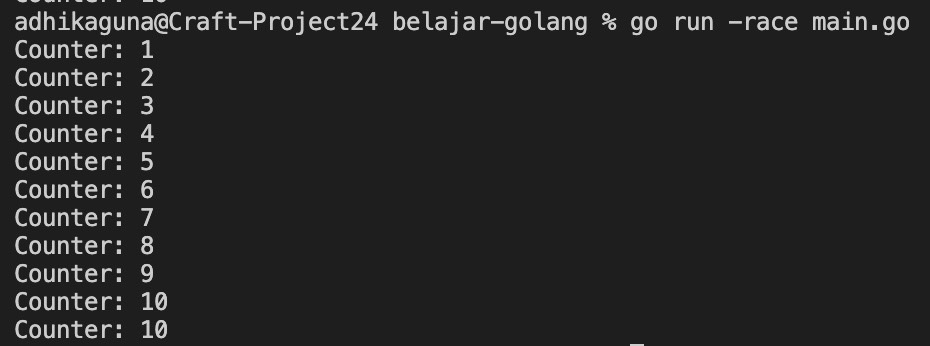 adhikaguna@Craft-Project24 belajar-golang % go run -race main.go
Counter: 1
Counter: 2
Counter: 3
Counter: 4
Counter: 5
Counter: 6
Counter: 7
Counter: 8
Counter: 9
Counter: 10
Counter: 10